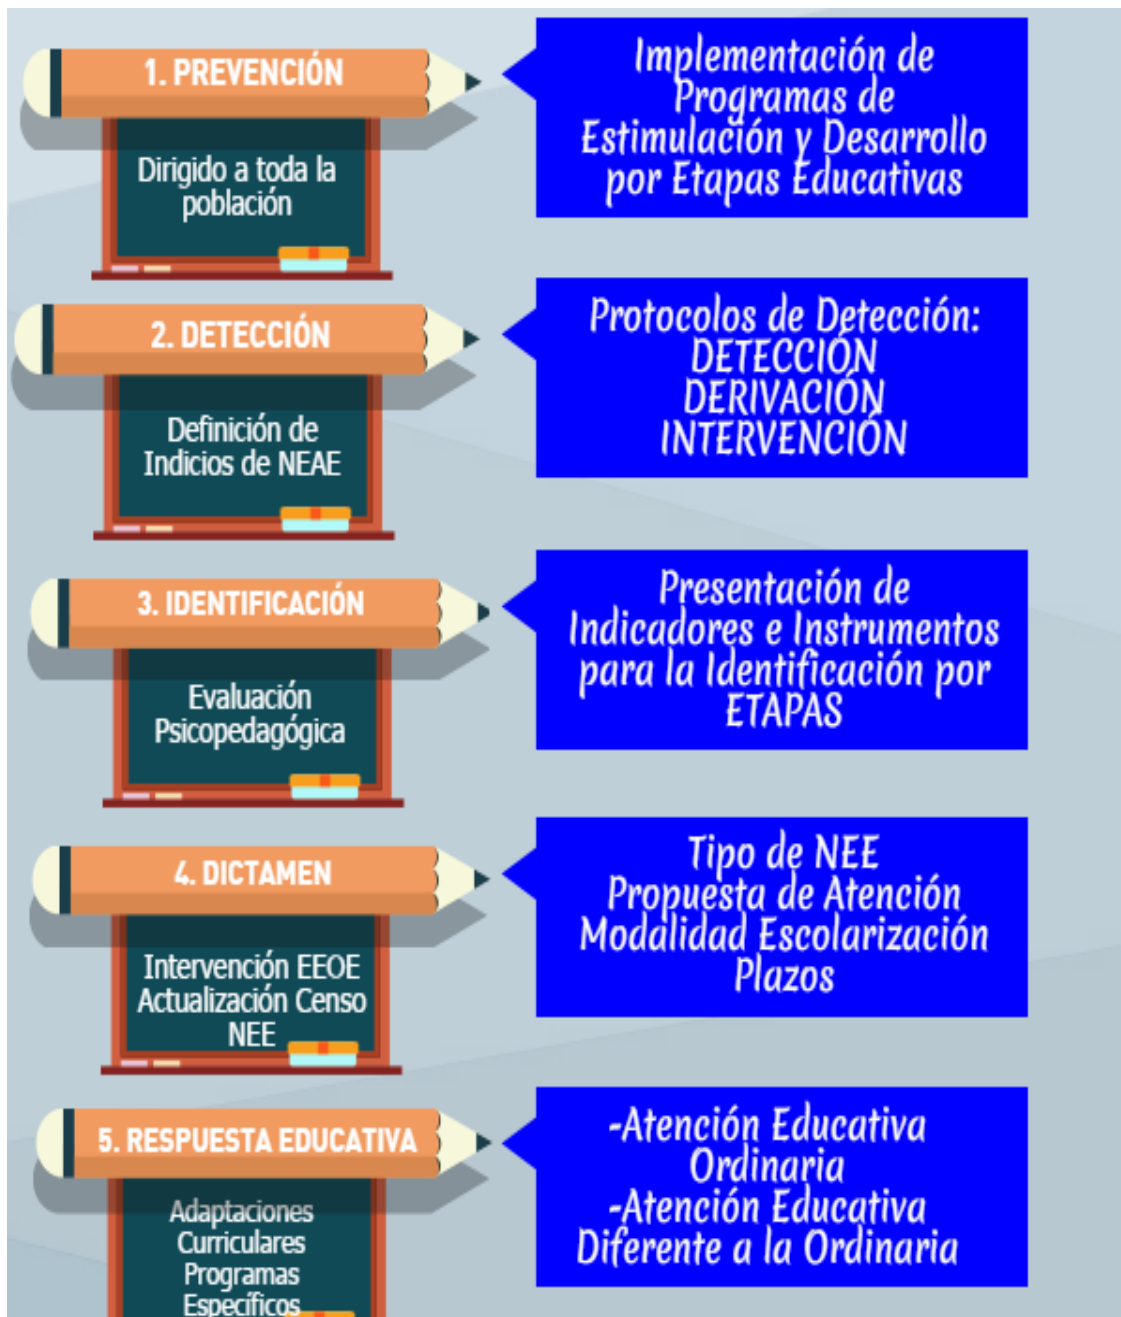 1. PREVENCIÓN
Dirigido a toda la
población
Implementación de
Programas de
Estimulación y Desarrollo
por Etapas Educativas
2. DETECCIÓN
Definición de
Indicios de NEAE
Protocolos de Detección:
DETECCIÓN
DERIVACIÓN
INTERVENCIÓN
3. IDENTIFICACIÓN
Evaluación
Psicopedagógica
Presentación de
Indicadores e Instrumentos
para la Identificación por
ETAPAS
4. DICTAMEN
Intervención EEOE
Actualización Censo
NEE
Tipo de NEE
Propuesta de Atención
Modalidad Escolarización
Plazos
5. RESPUESTA EDUCATIVA
Adaptaciones
Curriculares
Programas
Específicos
-Atención Educativa
Ordinaria
-Atención Educativa
Diferente a la Ordinaria